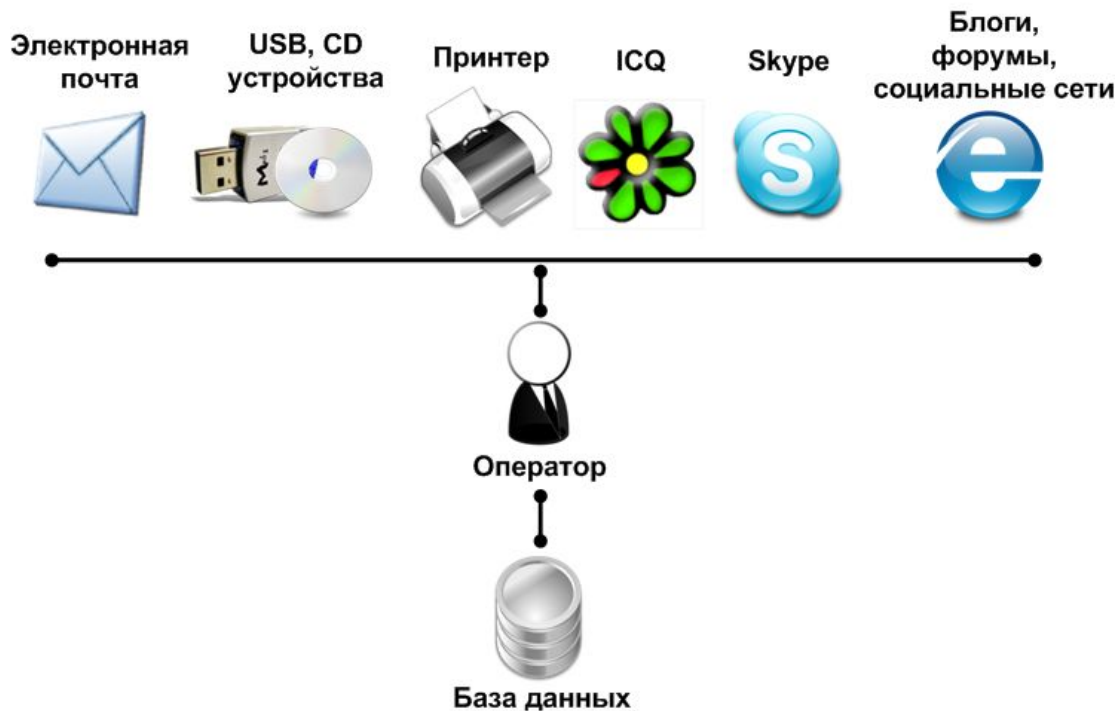 Электронная
почта
USB, CD
устройства
Принтер
ICQ
Skype
Блоги,
форумы,
социальные сети
Оператор
База данных